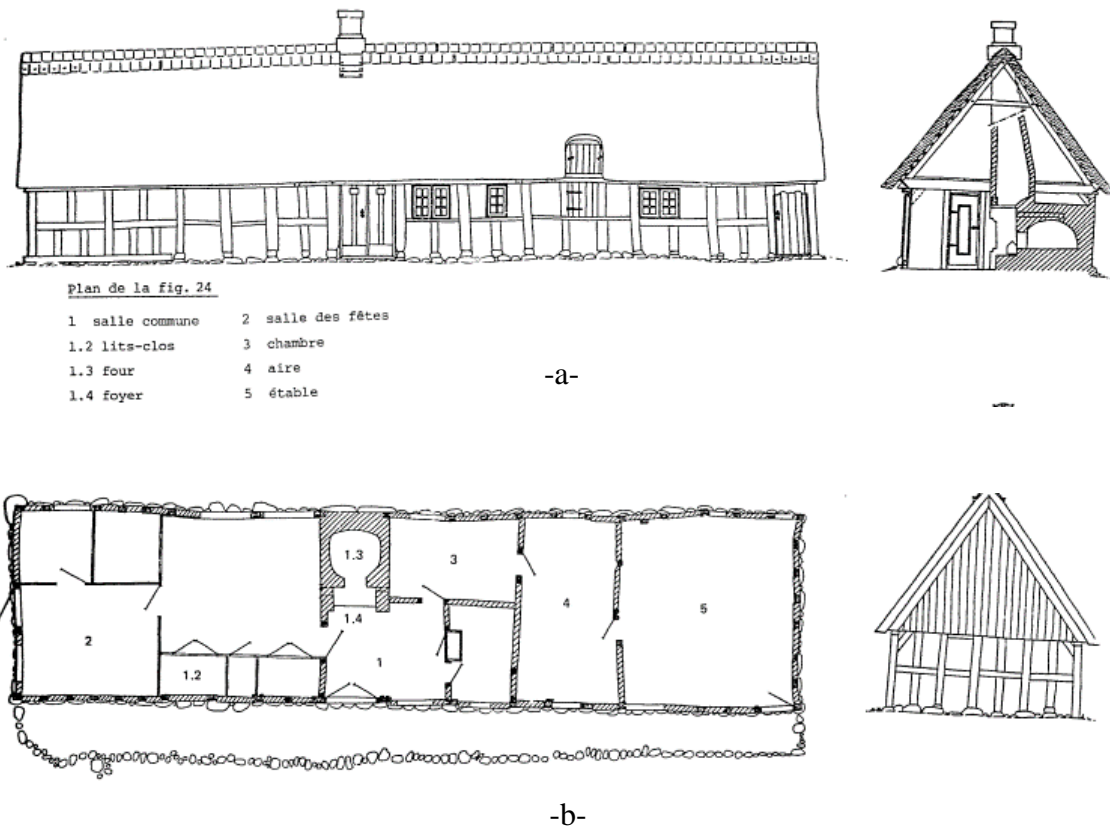 Plan de la fig. 24
1 salle commune 2 salle des fêtes
1.2 lits-clos 3 chambre
1.3 four 4 aire
1.4 foyer 5 étable
-a-
1.3
3
1.4
4
5
2
1
1.2
-b-